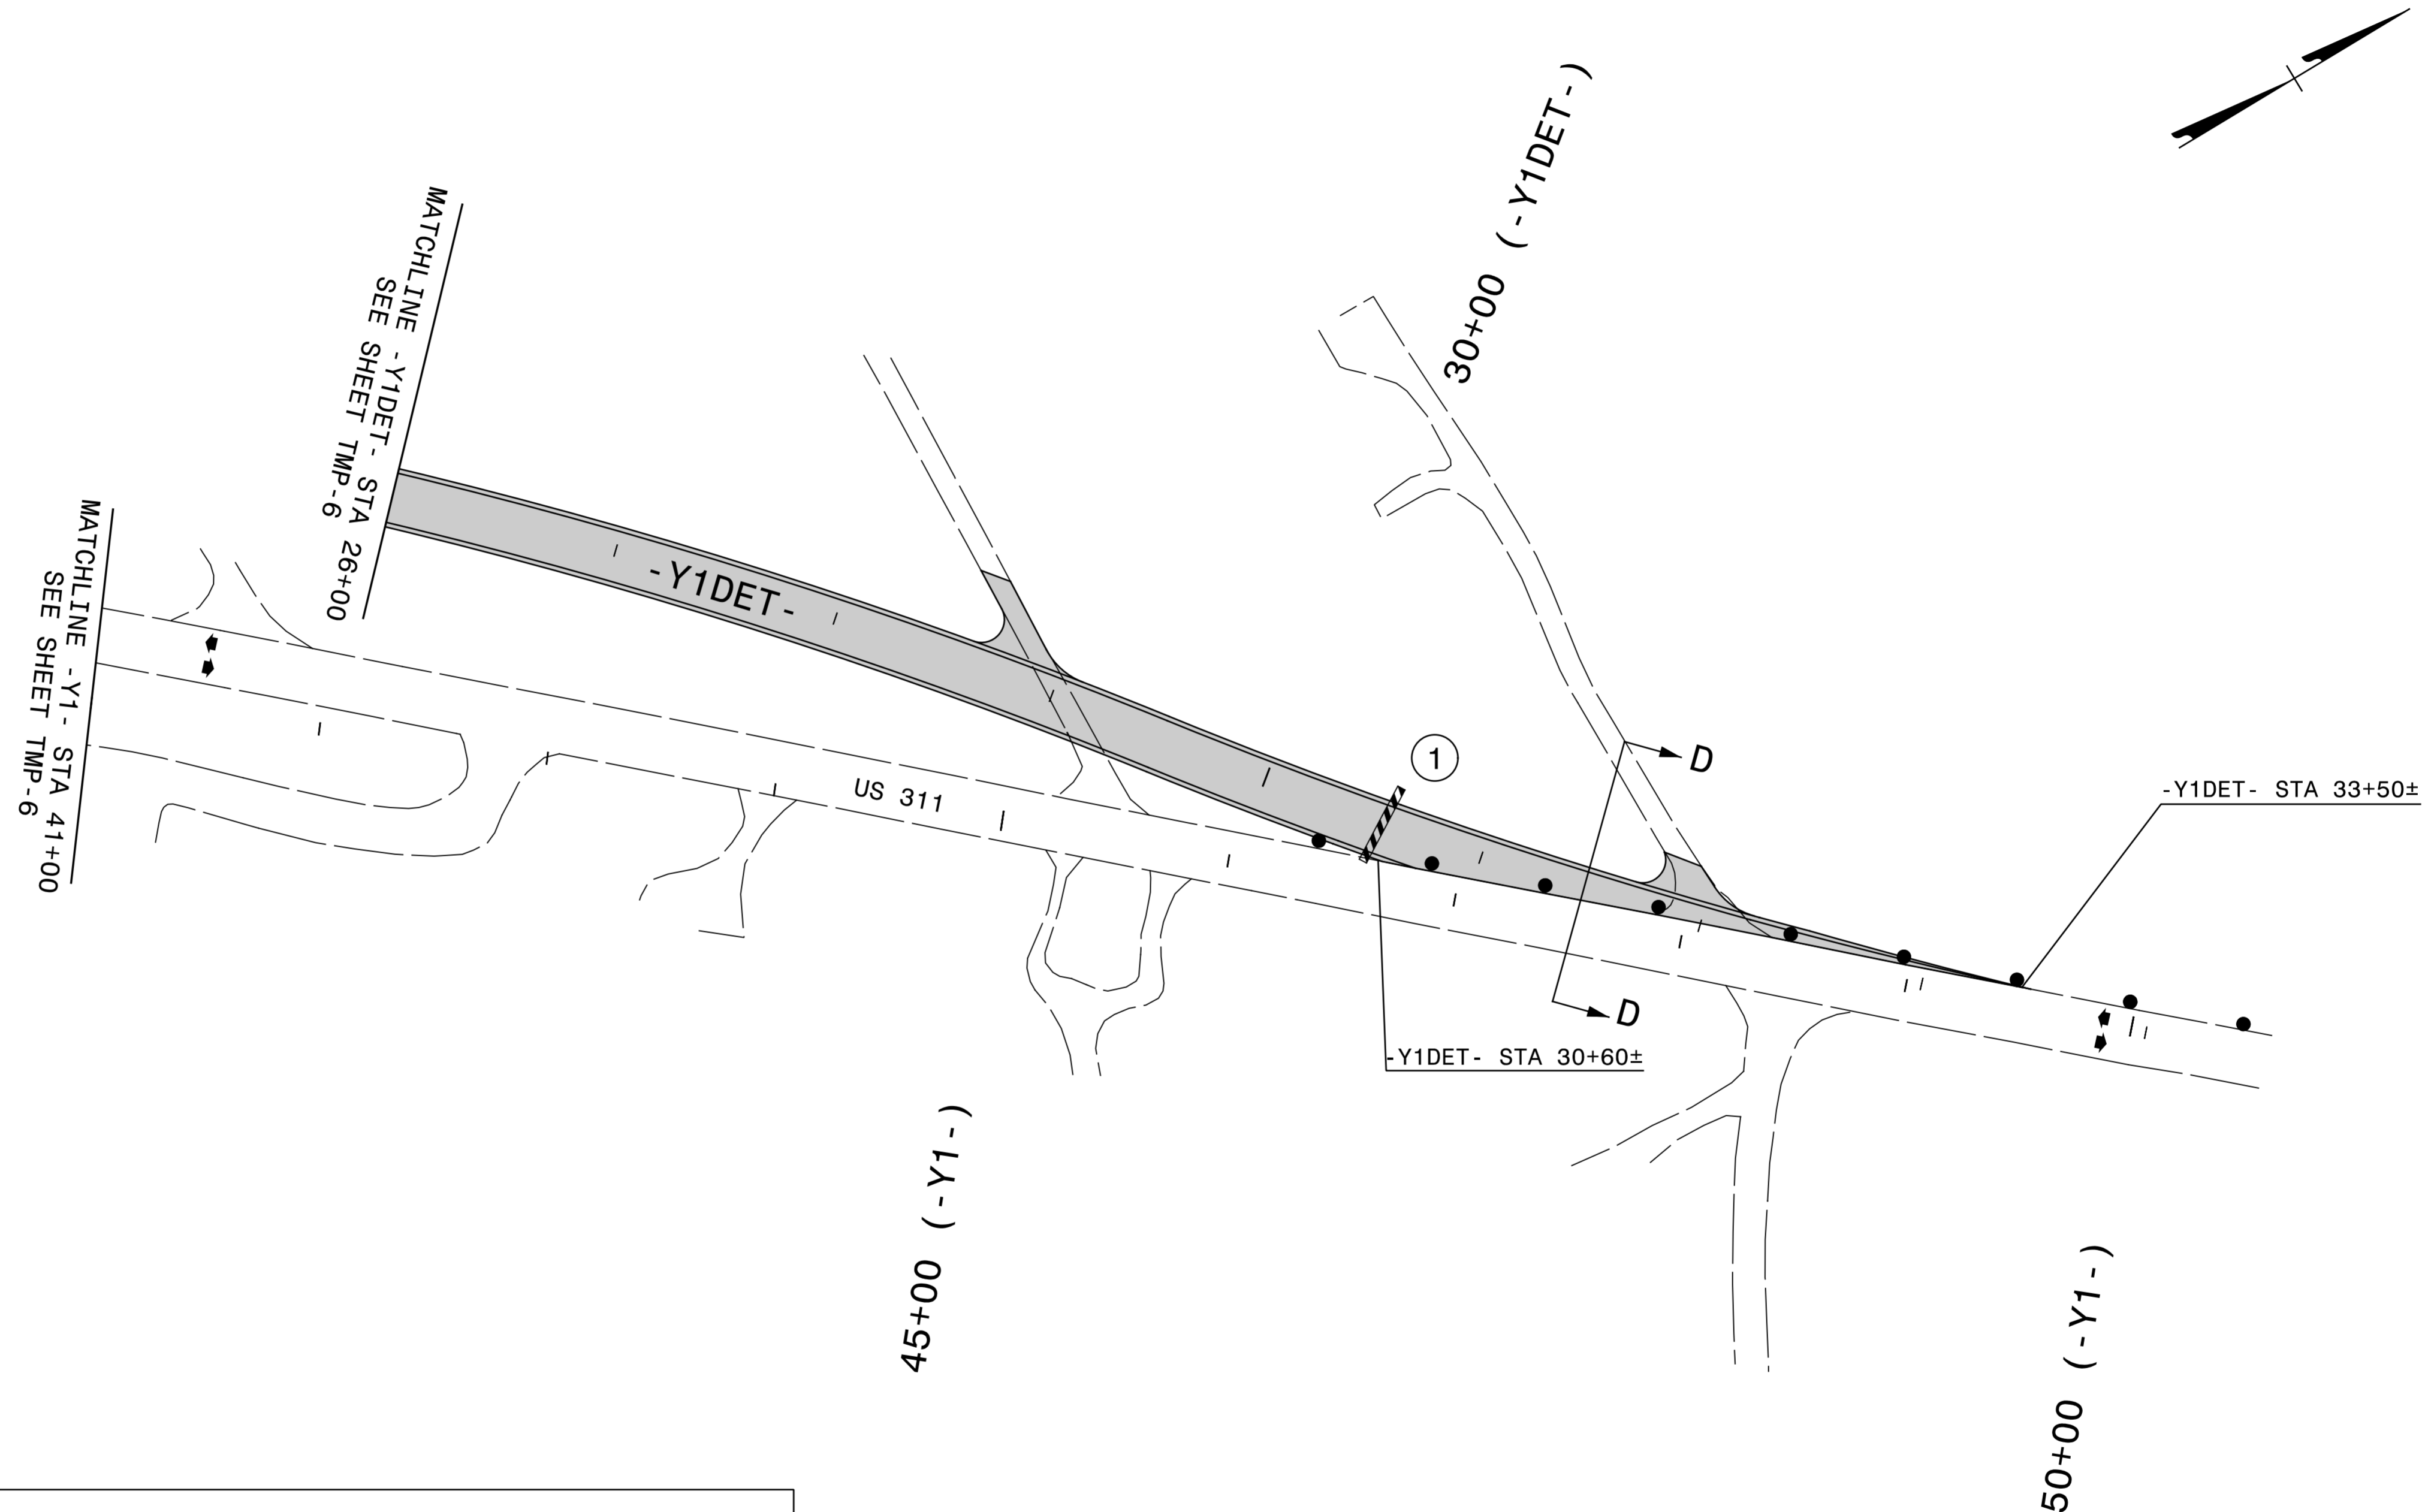 30+00 (-Y1DET-)
MATCHLINE -Y1DET- STA 26+00
SEE SHEET TMP-6
MATCHLINE -Y1- STA 41+00
SEE SHEET TMP-6
-Y1DET-
US 311
1
D
D
-Y1DET- STA 33+50±
-Y1DET- STA 30+60±
45+00 (-Y1-)
50+00 (-Y1-)